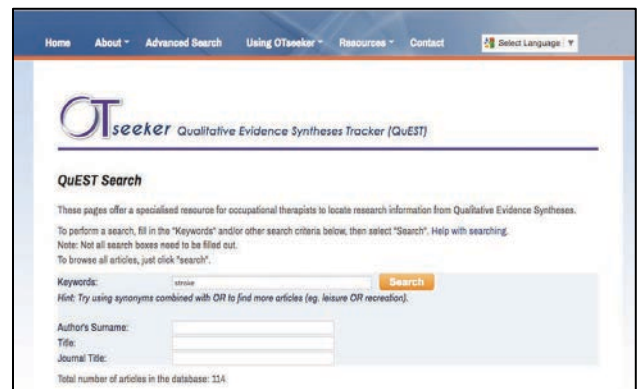 Home About Advanced Search Using OTseeker Resources Contact Select Language
OTseeker Qualitative Evidence Syntheses Tracker (QuEST)
QuEST Search
These pages offer a specialised resource for occupational therapists to locate research information from Qualitative Evidence Syntheses.
To perform a search, fill in the "Keywords" and/or other search criteria below, then select "Search". Help with searching.
Note: Not all search boxes need to be filled out.
To browse all articles, just click "search".
Keywords: stroke Search
Hint: Try using synonyms combined with OR to find more articles (eg. leisure OR recreation).
Author's Surname:
Title:
Journal Title:
Total number of articles in the database: 114